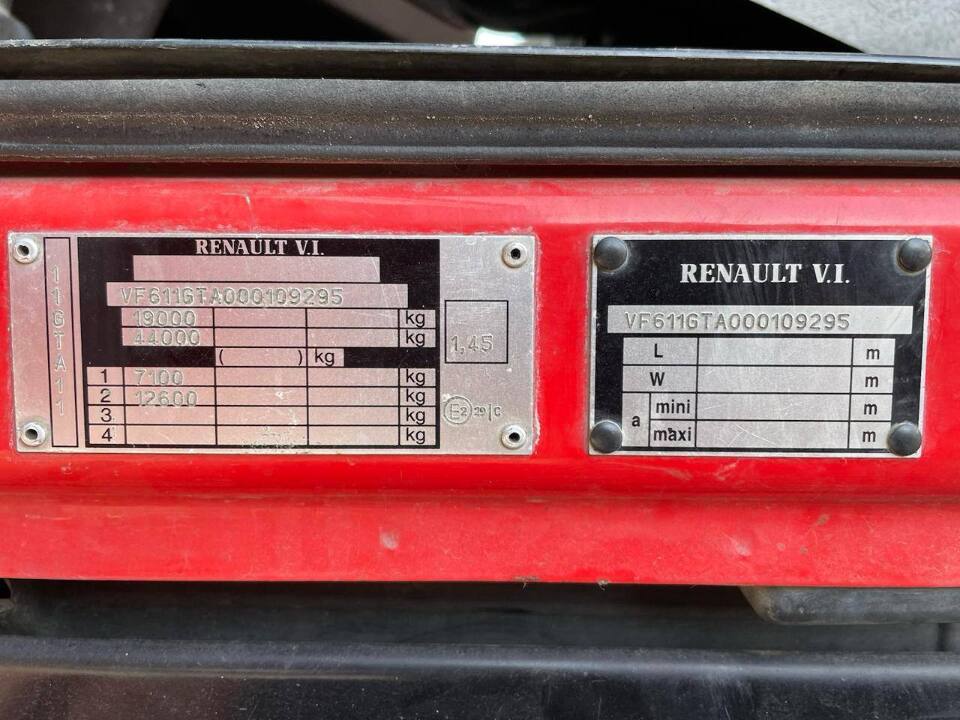 11GTA11
RENAULT V.I.
VF611GTA000109295
19000 kg
44000 kg
( ) kg
1 7100 kg
2 12600 kg
3 kg
4 kg
1,45
E2 29/C
RENAULT V.I.
VF611GTA000109295
L m
W m
a mini m
maxi m